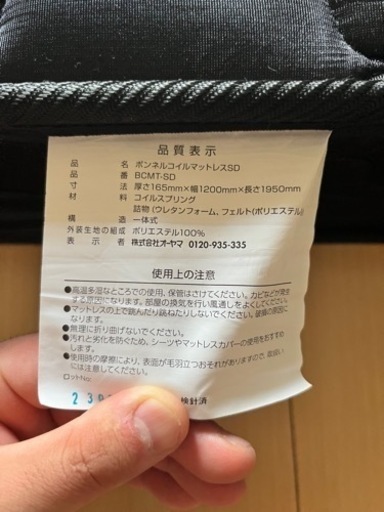 品質表示
品 名 ボンネルコイルマットレスSD
品 番 BCMT-SD
寸 法 厚さ165mm×幅1200mm×長さ1950mm
材 料 コイルスプリング
詰物(ウレタンフォーム、フェルト(ポリエステル)
構 造 一体式
外装生地の組成 ポリエステル100%
表 示 者 株式会社オーヤマ 0120-935-335
使用上の注意
●高温多湿なところでの使用、保管はさけてください。カビなどが発生
する原因になります。部屋の換気を行い風通しをよくしてください。
●マットレスの上で跳んだり跳ねたりしないでください。破損の原因に
なります。
●無理に折り曲げないでください。
●汚れと劣化を防ぐため、シーツやマットレスカバーの使用をおすすめ
します。
●使用時の摩擦により、表面が毛羽立つおそれがありますので、取扱い
には注意してください。
ロットNo:
検針済